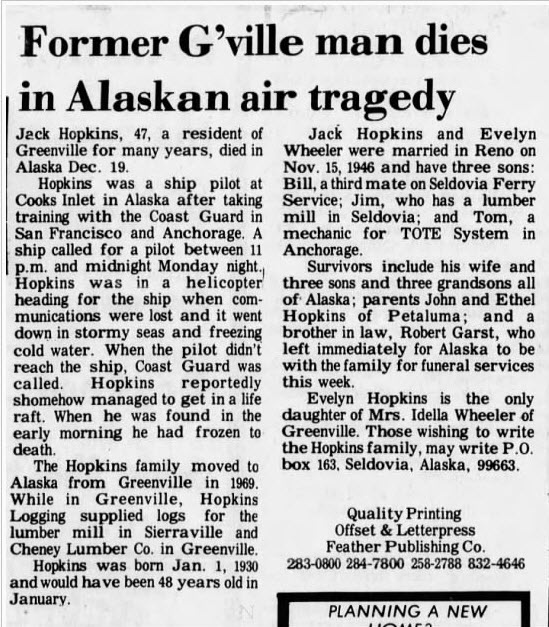 Former G'ville man dies
in Alaskan air tragedy
Jack Hopkins, 47, a resident of
Greenville for many years, died in
Alaska Dec. 19.
Hopkins was a ship pilot at
Cooks Inlet in Alaska after taking
training with the Coast Guard in
San Francisco and Anchorage. A
ship called for a pilot between 11
p.m. and midnight Monday night.
Hopkins was in a helicopter
heading for the ship when com-
munications were lost and it went
down in stormy seas and freezing
cold water. When the pilot didn't
reach the ship, Coast Guard was
called. Hopkins reportedly
shomehow managed to get in a life
raft. When he was found in the
early morning he had frozen to
death.
The Hopkins family moved to
Alaska from Greenville in 1969.
While in Greenville, Hopkins
Logging supplied logs for the
lumber mill in Sierraville and
Cheney Lumber Co. in Greenville.
Hopkins was born Jan. 1, 1930
and would have been 48 years old in
January.
Jack Hopkins and Evelyn
Wheeler were married in Reno on
Nov. 15, 1946 and have three sons:
Bill, a third mate on Seldovia Ferry
Service; Jim, who has a lumber
mill in Seldovia; and Tom, a
mechanic for TOTE System in
Anchorage.
Survivors include his wife and
three sons and three grandsons all
of Alaska; parents John and Ethel
Hopkins of Petaluma; and a
brother in law, Robert Garst, who
left immediately for Alaska to be
with the family for funeral services
this week.
Evelyn Hopkins is the only
daughter of Mrs. Idella Wheeler of
Greenville. Those wishing to write
the Hopkins family, may write P.O.
box 163, Seldovia, Alaska, 99663.
Quality Printing
Offset & Letterpress
Feather Publishing Co.
283-0800 284-7800 258-2788 832-4646
PLANNING A NEW
HOME?